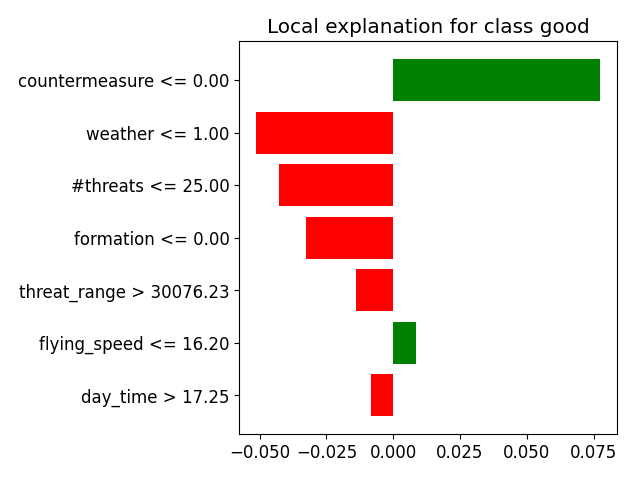 Local explanation for class good
countermeasure <= 0.00
weather <= 1.00
#threats <= 25.00
formation <= 0.00
threat_range > 30076.23
flying_speed <= 16.20
day_time > 17.25
−0.050 −0.025 0.000 0.025 0.050 0.075